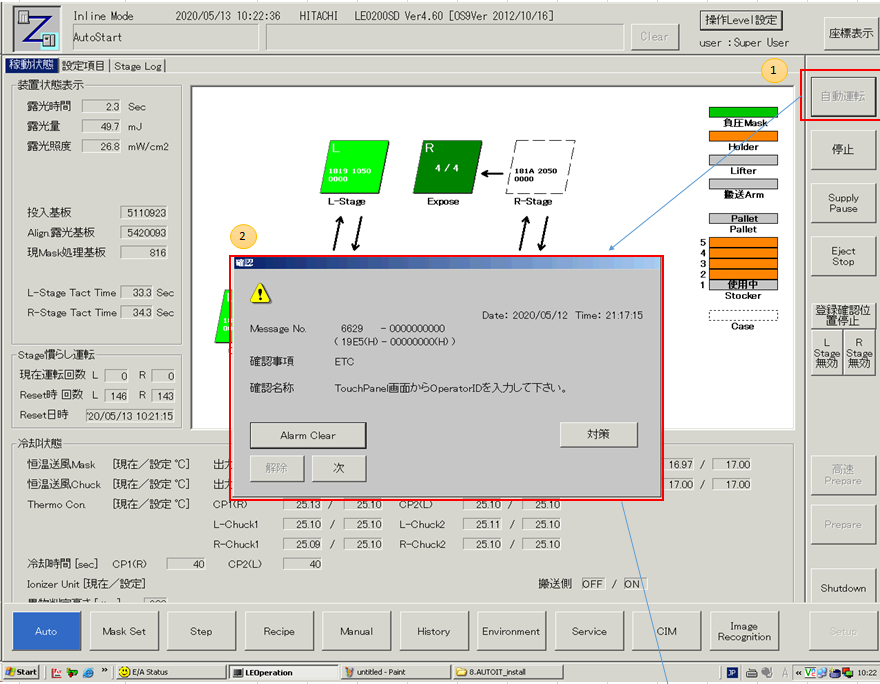 Inline Mode 2020/05/13 10:22:36 HITACHI LE0200SD Ver4.60 [OS9Ver 2012/10/16]
操作Level設定
座標表示
AutoStart
Clear
user :Super User
稼動状態 設定項目 Stage Log
1
装置状態表示
自動運転
露光時間 2.3 Sec
露光量 49.7 mJ
露光照度 26.8 mW/cm2
負圧Mask
Holder
Lifter
搬送Arm
Pallet
Pallet
5
4
3
2
1 使用中
Stocker
Case
停止
Supply
Pause
Eject
Stop
登録確認位
置停止
L
Stage
無効
R
Stage
無効
L
1819 1050
0000
L-Stage
R
4 / 4
Expose
181A 2050
0000
R-Stage
投入基板 5110923
Align.露光基板 5420093
現Mask処理基板 816
L-Stage Tact Time 33.3 Sec
R-Stage Tact Time 34.3 Sec
2
確認
Date: 2020/05/12 Time: 21:17:15
Message No. 6629 - 0000000000
( 19E5(H) - 00000000(H) )
確認事項 ETC
確認名称 TouchPanel画面からOperatorIDを入力して下さい。
Alarm Clear
対策
解除 次
Stage慣らし運転
現在運転回数 L 0 R 0
Reset時 回数 L 146 R 143
Reset日時 '20/05/13 10:21:15
冷却状態
恒温送風Mask [現在／設定 ℃] 出 16.97 / 17.00
恒温送風Chuck [現在／設定 ℃] 出 17.00 / 17.00
Thermo Con. [現在／設定 ℃] CP1(R) 25.13 / 25.10 CP2(L) 25.10 / 25.10
L-Chuck1 25.10 / 25.10 L-Chuck2 25.11 / 25.10
R-Chuck1 25.09 / 25.10 R-Chuck2 25.10 / 25.10
冷却時間 [sec] CP1(R) 40 CP2(L) 40
Ionizer Unit [現在／設定] 搬送側 OFF / ON
高速
Prepare
Prepare
Shutdown
Auto Mask Set Step Recipe Manual History Environment Service CIM Image
Recognition Setup
Start E/A Status LEOperation untitled - Paint 8.AUTOIT_install JP 10:22